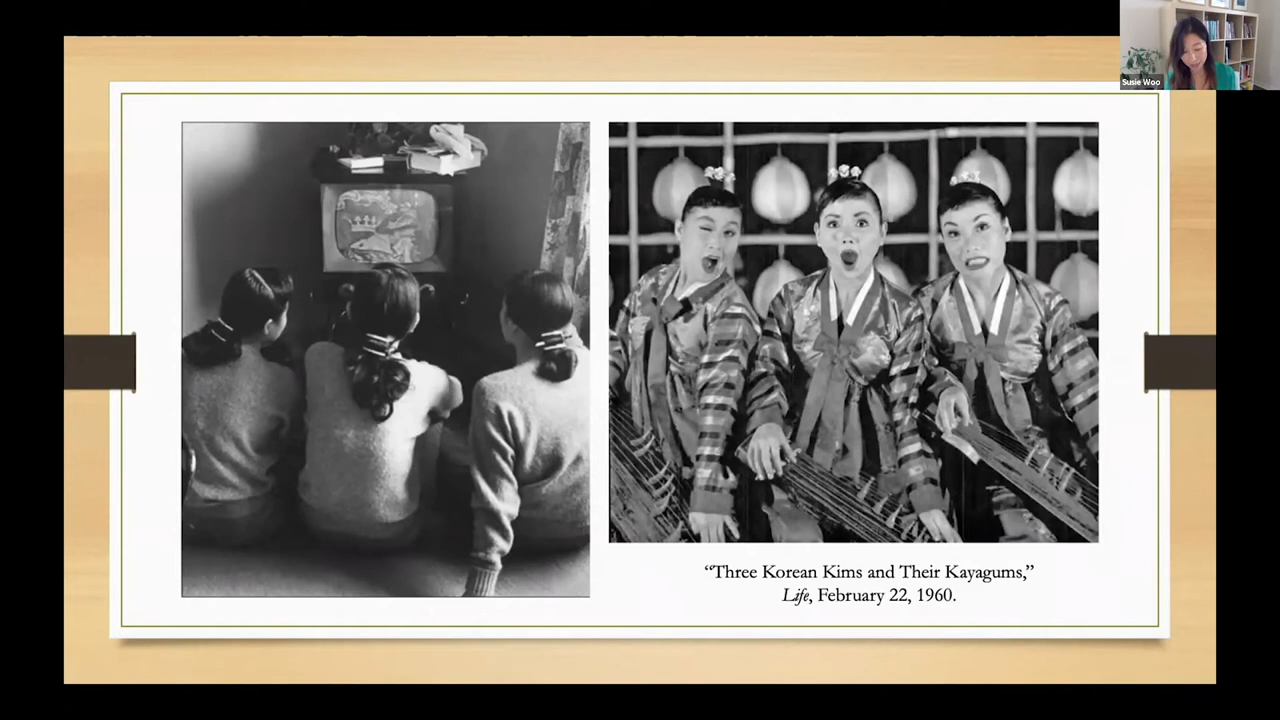 Susie Woo
“Three Korean Kims and Their Kayagums,”
Life, February 22, 1960.